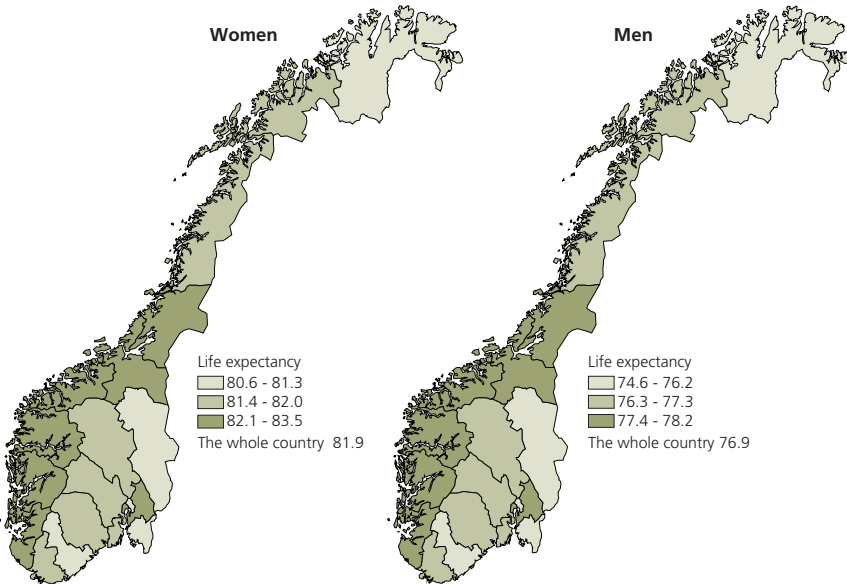 Women
Men
Life expectancy
80.6 - 81.3
81.4 - 82.0
82.1 - 83.5
The whole country 81.9
Life expectancy
74.6 - 76.2
76.3 - 77.3
77.4 - 78.2
The whole country 76.9